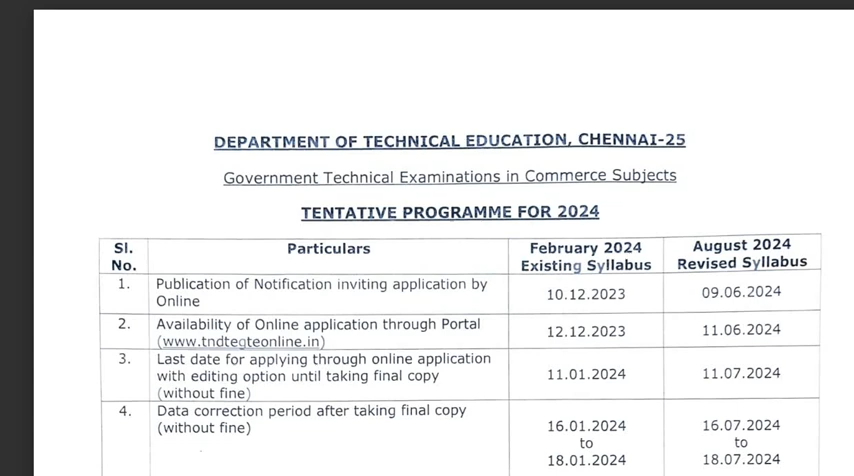 DEPARTMENT OF TECHNICAL EDUCATION, CHENNAI-25
Government Technical Examinations in Commerce Subjects
TENTATIVE PROGRAMME FOR 2024
Sl. No. Particulars February 2024 Existing Syllabus August 2024 Revised Syllabus
1. Publication of Notification inviting application by Online 10.12.2023 09.06.2024
2. Availability of Online application through Portal (www.tndtegteonline.in) 12.12.2023 11.06.2024
3. Last date for applying through online application with editing option until taking final copy (without fine) 11.01.2024 11.07.2024
4. Data correction period after taking final copy (without fine) 16.01.2024 to 18.01.2024 16.07.2024 to 18.07.2024